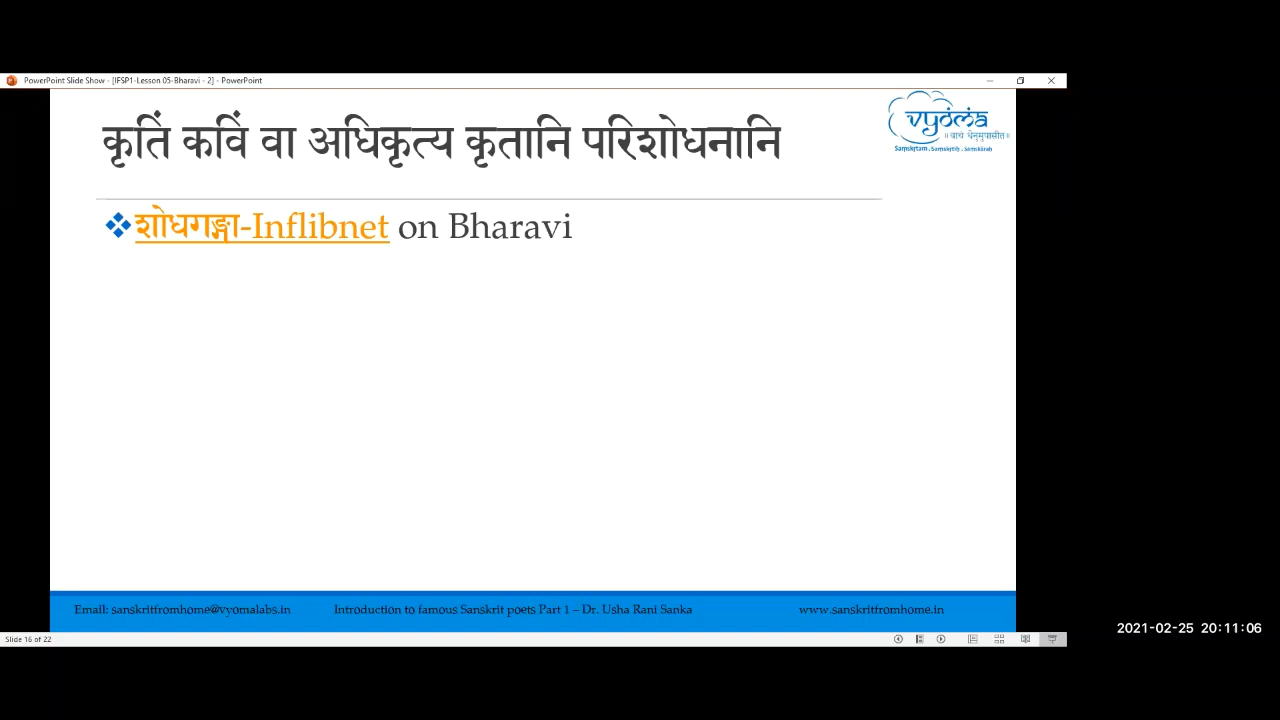 PowerPoint Slide Show - [IFSP1-Lesson 05-Bharavi - 2] - PowerPoint
कृतिं कविं वा अधिकृत्य कृतानि परिशोधनानि
vyoma
॥ वाचं धेनुमुपासीत ॥
Samskrtam . Samskrtih . Samskarah
❖शोधगङ्गा-Inflibnet on Bharavi
Email: sanskritfromhome@vyomalabs.in Introduction to famous Sanskrit poets Part 1 – Dr. Usha Rani Sanka www.sanskritfromhome.in
Slide 16 of 22
2021-02-25 20:11:06